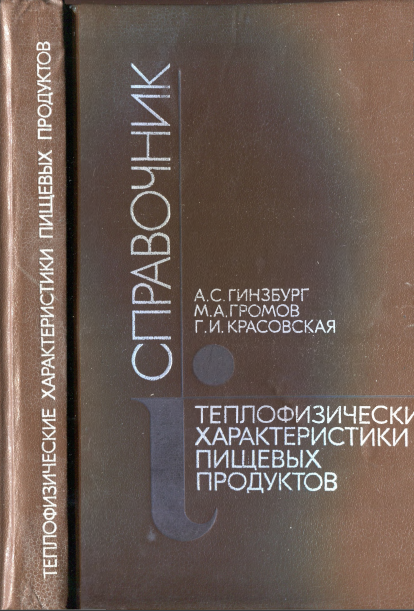 ТЕПЛОФИЗИЧЕСКИЕ ХАРАКТЕРИСТИКИ ПИЩЕВЫХ ПРОДУКТОВ
СПРАВОЧНИК
А.С.ГИНЗБУРГ
М.А.ГРОМОВ
Г.И.КРАСОВСКАЯ
ТЕПЛОФИЗИЧЕСКИ
ХАРАКТЕРИСТИКИ
ПИЩЕВЫХ
ПРОДУКТОВ